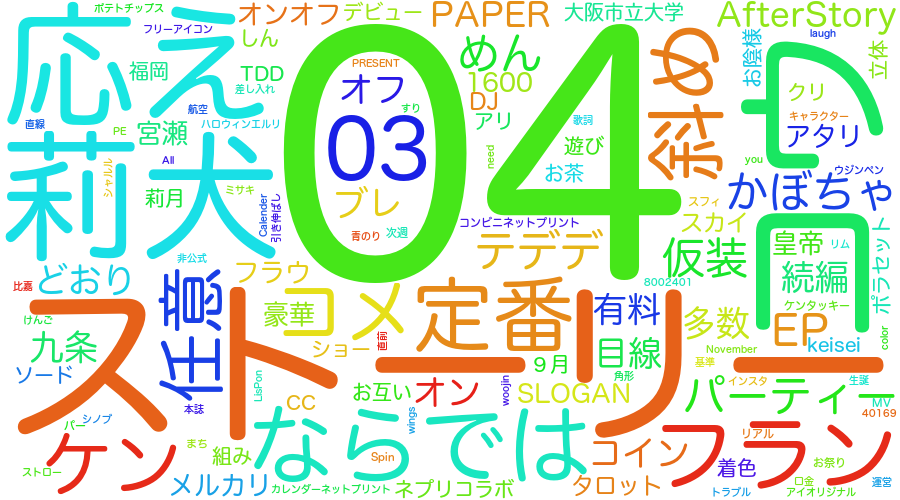 ポテトチップス
オンオフ
デビュー
PAPER
大阪市立大学
AfterStory
フリーアイコン
しん
laugh
応え
04
めん
斜め
お陰様
立体
福岡
TDD
差し入れ
PRESENT
オフ
1600
DJ
クリ
航空
すり
直線
PE
宮瀬
ハロウィンエルリ
03
アリ
歌詞
キャラクター
アタリ
莉犬
All
シャルル
莉月
ミサキ
ブレ
need
遊び
お茶
you
ウジンペン
かぼちゃ
Calender
引き伸ばし
青のり
次週
コンビニネットプリント
スフィ
スカイ
テデデ
仮装
皇帝
リム
ポラセット
非公式
どおり
フラウ
任意
コメ
定番
8002401
続編
比嘉
ストーリー
豪華
有料
ケンタッキー
けんご
九条
ショー
極細
目線
多数
EP
keisei
color
ソード
9月
角形
November
基準
本誌
LisPon
お互い
オン
woojin
SLOGAN
インスタ
パーティー
生誕
MV
40169
シノブ
パー
CC
wings
ならでは
ケン
まち
組み
Spin
コイン
リアル
フラン
着色
お祭り
ストロー
メルカリ
カレンダーネットプリント
ネプリコラボ
タロット
トラブル
口金
アイオリジナル
運営